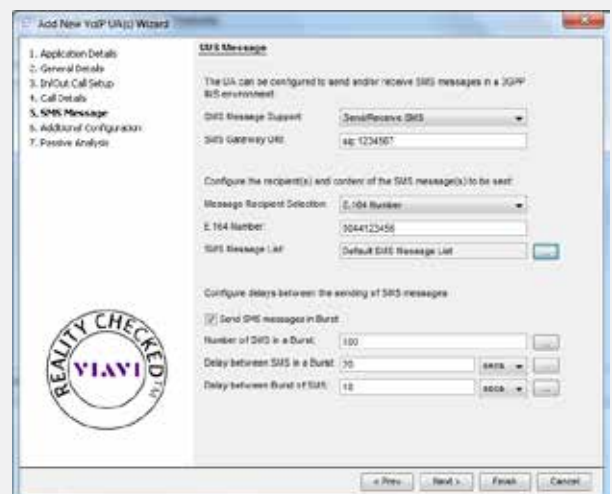 Add New VoIP UA(s) Wizard
1. Application Details
2. General Details
3. In/Out Call Setup
4. Call Details
5. SMS Message
6. Additional Configuration
7. Passive Analysis
SMS Message
The UA can be configured to send and/or receive SMS messages in a 3GPP
IMS environment
SMS Message Support: Send/Receive SMS
SMS Gateway URI: sip:1234567
Configure the recipient(s) and content of the SMS message(s) to be sent:
Message Recipient Selection: E.164 Number
E.164 Number:
SMS Message List: Default SMS Message List ...
Configure delays between the sending of SMS messages
Send SMS messages in Burst
Number of SMS in a Burst: 100 ...
Delay between SMS in a Burst: secs ...
Delay between Burst of SMS: 10 secs ...
REALITY CHECKED™
VIAVI
< Prev
Next >
Finish
Cancel